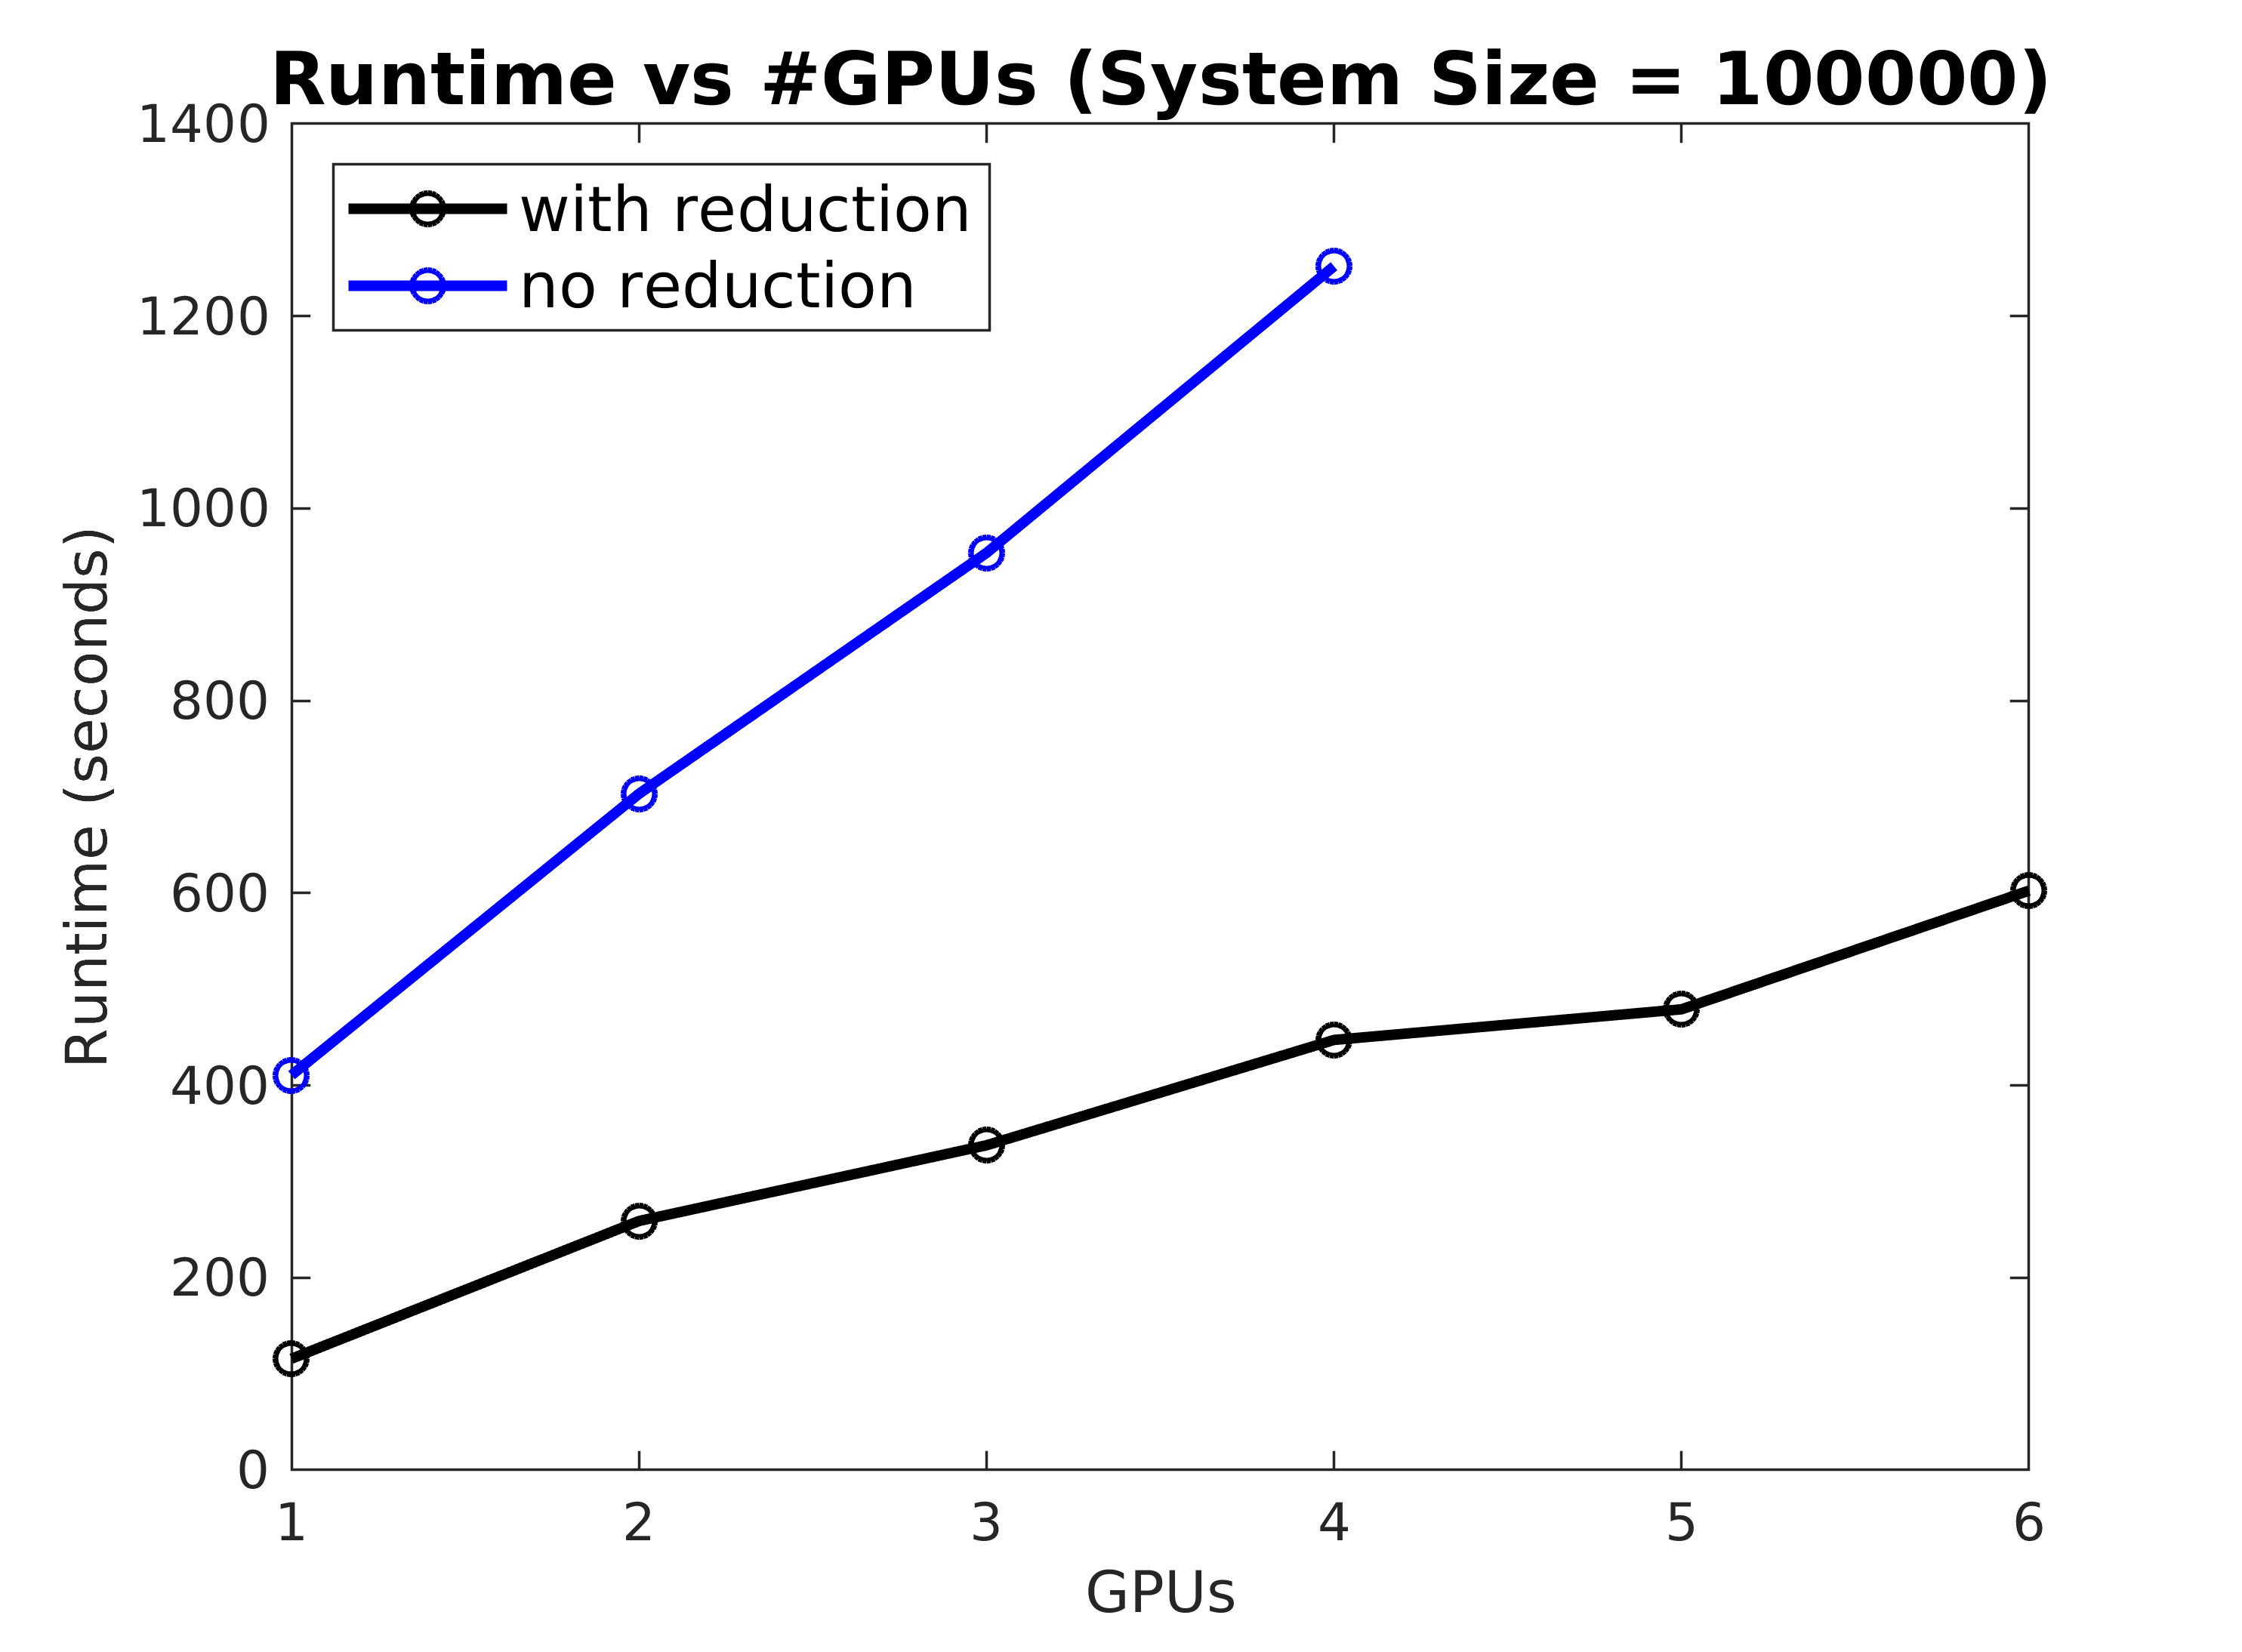 Runtime vs #GPUs (System Size = 100000)
1400
1200
1000
800
600
400
200
0
Runtime (seconds)
with reduction
no reduction
1 2 3 4 5 6
GPUs